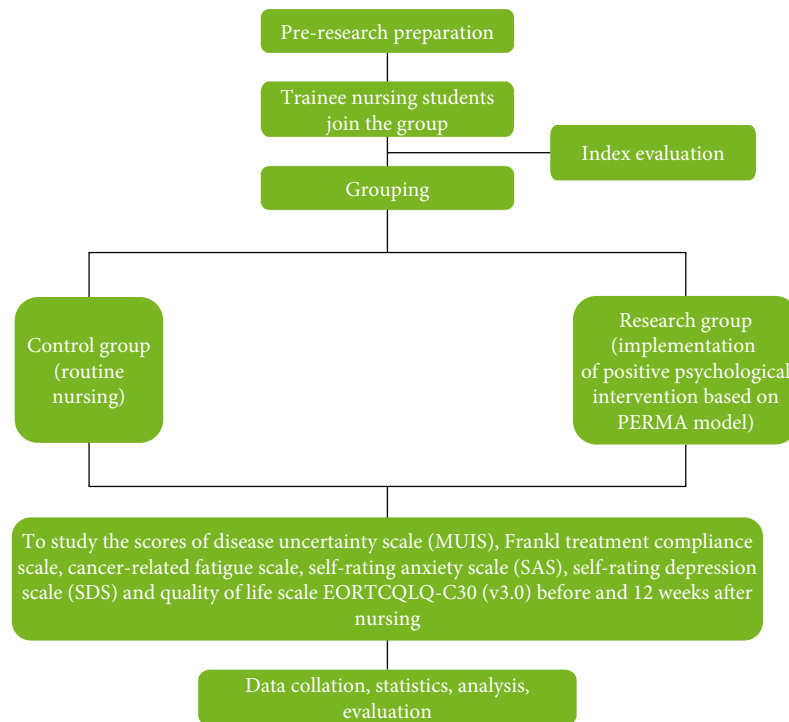 Pre-research preparation
Trainee nursing students
join the group
Index evaluation
Grouping
Control group
(routine
nursing)
Research group
(implementation
of positive psychological
intervention based on
PERMA model)
To study the scores of disease uncertainty scale (MUIS), Frankl treatment compliance
scale, cancer-related fatigue scale, self-rating anxiety scale (SAS), self-rating depression
scale (SDS) and quality of life scale EORTCQLQ-C30 (v3.0) before and 12 weeks after
nursing
Data collation, statistics, analysis,
evaluation